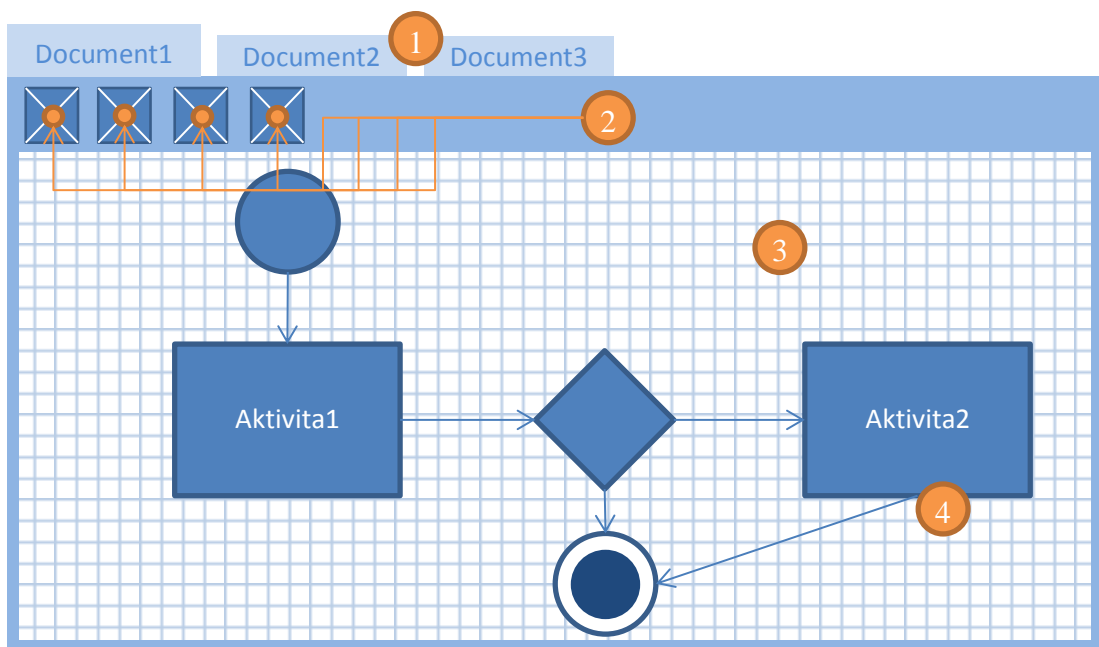 Document1
Document2
1
Document3
2
3
Aktivita1
Aktivita2
4